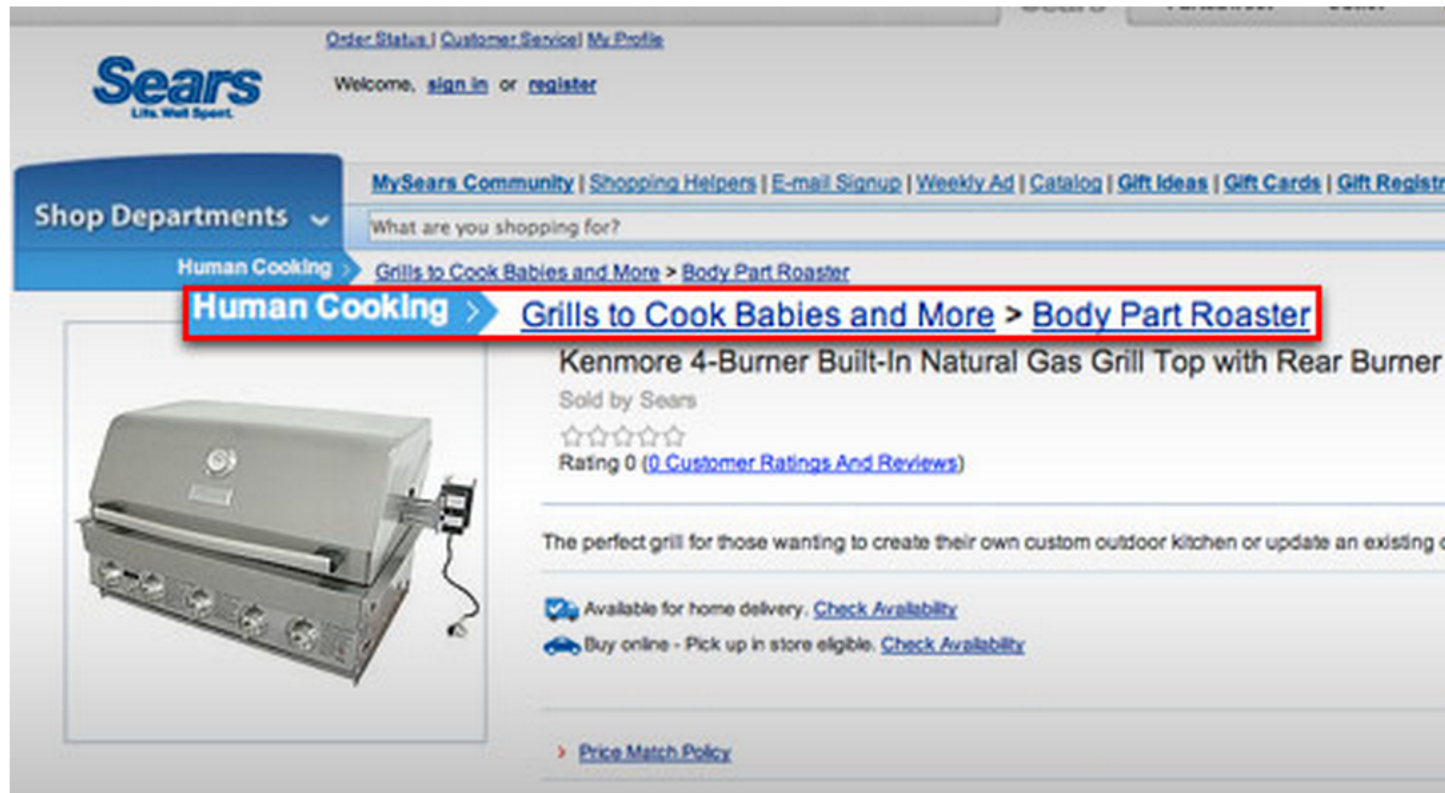 Order Status | Customer Service | My Profile
Sears
Life. Well Spent.
Welcome, sign in or register
MySears Community | Shopping Helpers | E-mail Signup | Weekly Ad | Catalog | Gift Ideas | Gift Cards | Gift Registr
Shop Departments
What are you shopping for?
Human Cooking > Grills to Cook Babies and More > Body Part Roaster
Human Cooking > Grills to Cook Babies and More > Body Part Roaster
Kenmore 4-Burner Built-In Natural Gas Grill Top with Rear Burner
Sold by Sears
Rating 0 (0 Customer Ratings And Reviews)
The perfect grill for those wanting to create their own custom outdoor kitchen or update an existing
Available for home delivery. Check Availability
Buy online - Pick up in store eligible. Check Availability
> Price Match Policy